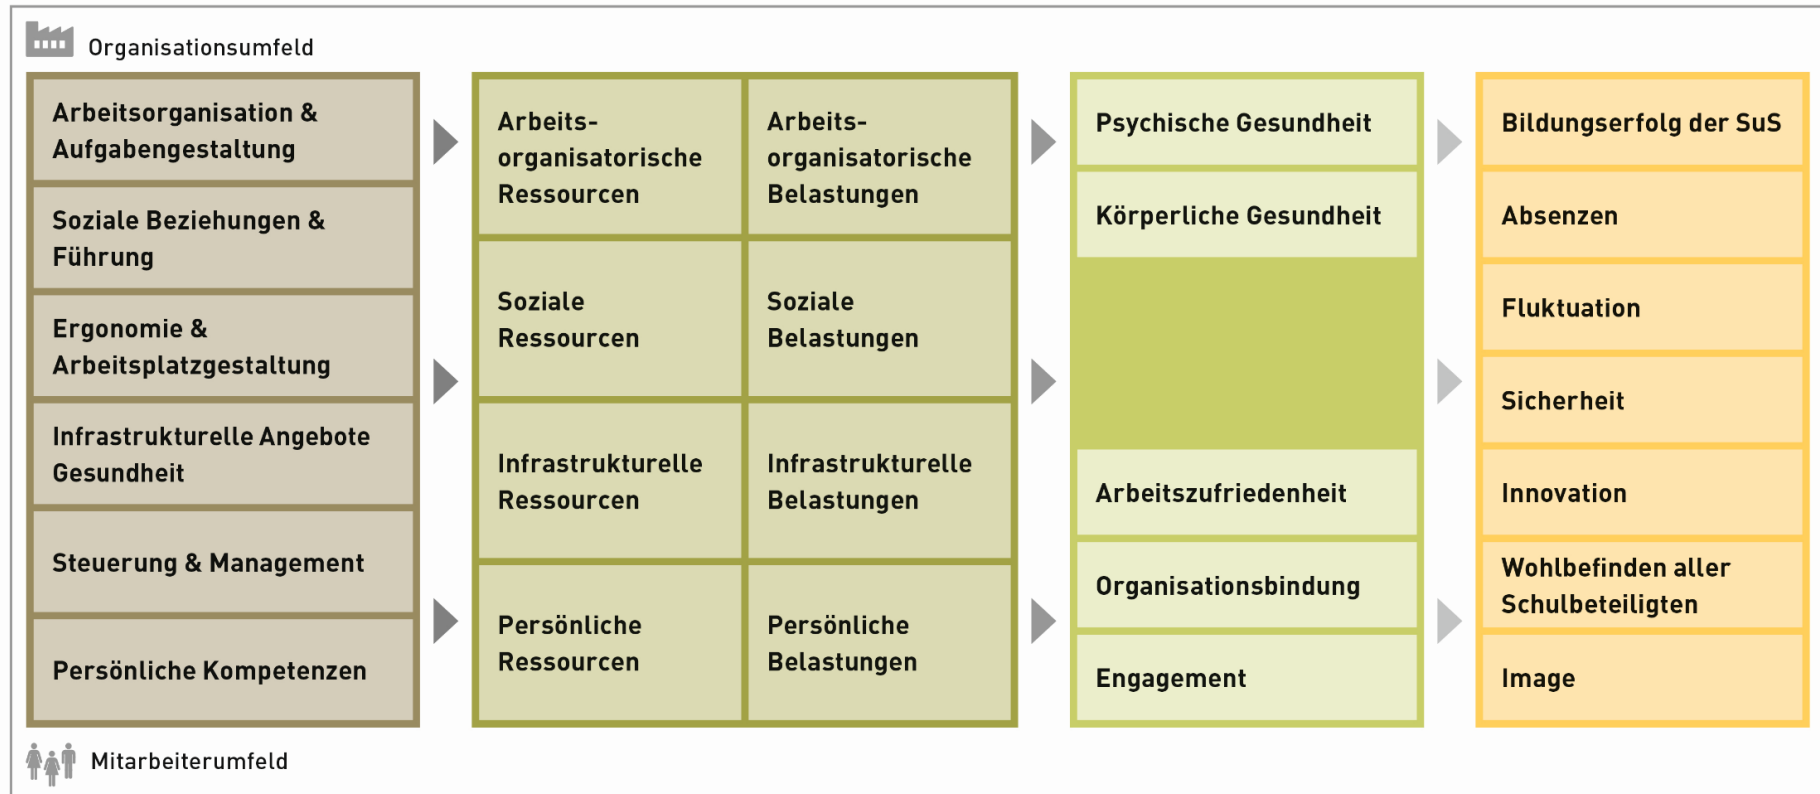 Organisationsumfeld
Arbeitsorganisation &
Aufgabengestaltung
Soziale Beziehungen &
Führung
Ergonomie &
Arbeitsplatzgestaltung
Infrastrukturelle Angebote
Gesundheit
Steuerung & Management
Persönliche Kompetenzen
Arbeits-
organisatorische
Ressourcen
Arbeits-
organisatorische
Belastungen
Soziale
Ressourcen
Soziale
Belastungen
Infrastrukturelle
Ressourcen
Infrastrukturelle
Belastungen
Persönliche
Ressourcen
Persönliche
Belastungen
Psychische Gesundheit
Körperliche Gesundheit
Arbeitszufriedenheit
Organisationsbindung
Engagement
Bildungserfolg der SuS
Absenzen
Fluktuation
Sicherheit
Innovation
Wohlbefinden aller
Schulbeteiligten
Image
Mitarbeiterumfeld